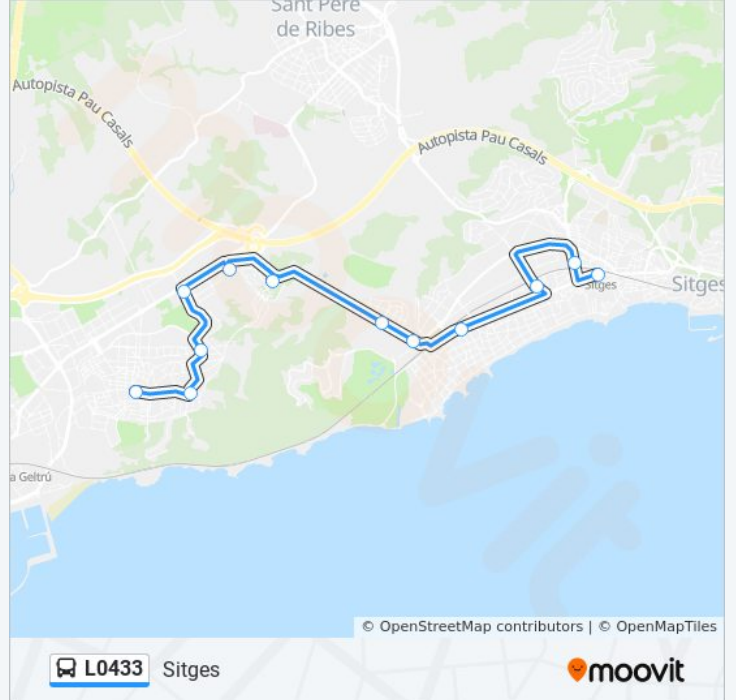 Sant Pere
de Ribes
Autopista Pau Casals
Autopista Pau Casals
Sitges
Sitges
a Geltrú
© OpenStreetMap contributors | © OpenMapTiles
L0433 Sitges
moovit